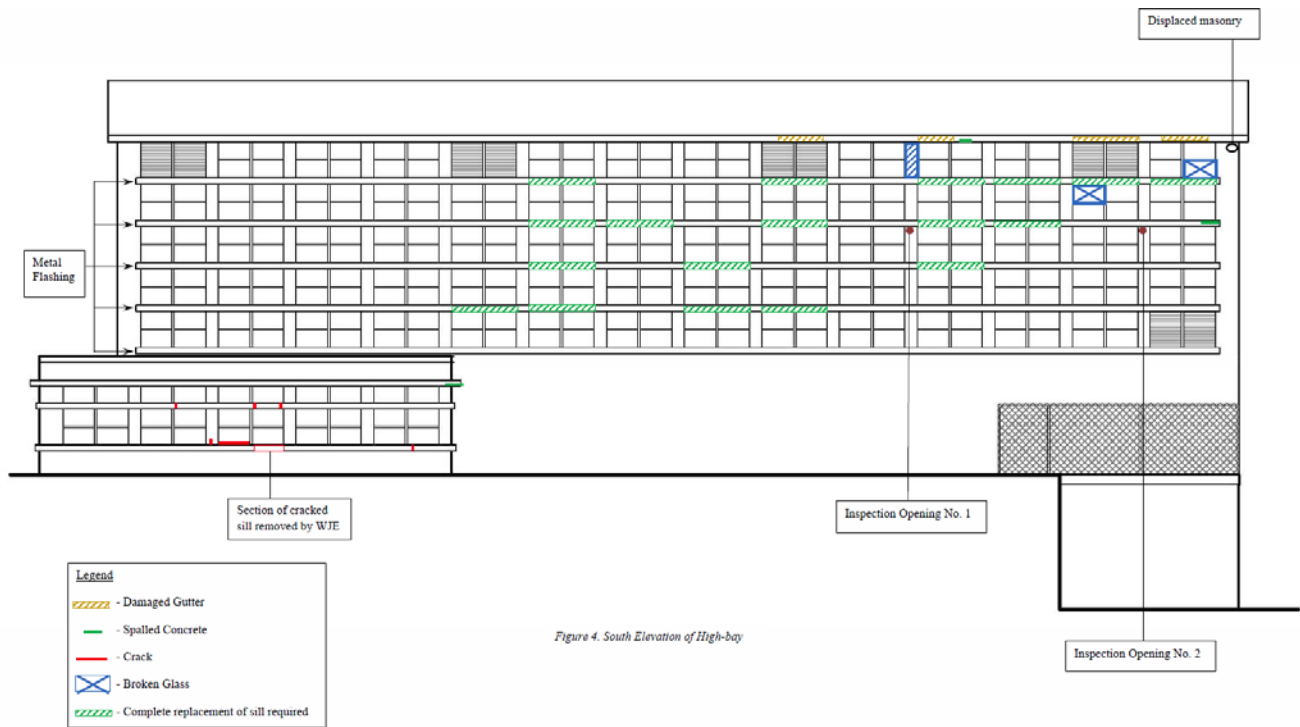 Displaced masonry
Metal
Flashing
Section of cracked
sill removed by WJE
Inspection Opening No. 1
Inspection Opening No. 2
Legend
- Damaged Gutter
- Spalled Concrete
- Crack
- Broken Glass
- Complete replacement of sill required
Figure 4. South Elevation of High-bay